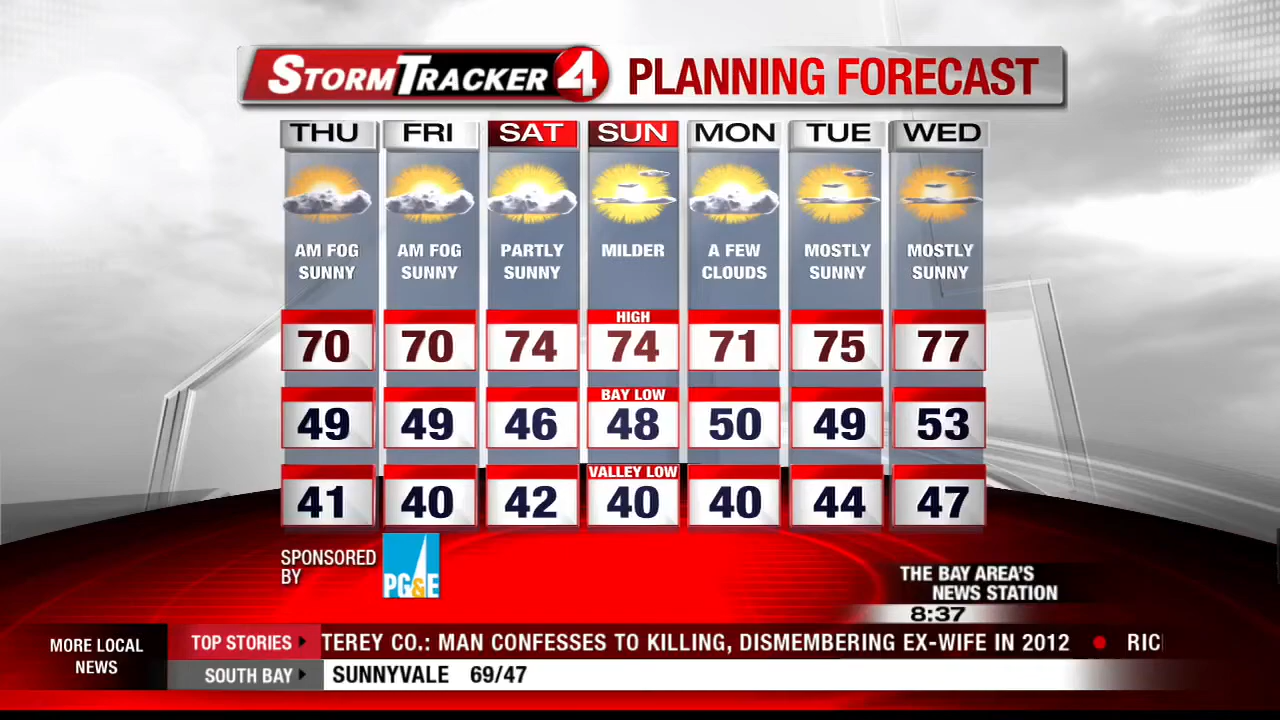 STORMTRACKER 4 PLANNING FORECAST
THU FRI SAT SUN MON TUE WED
AM FOG AM FOG PARTLY MILDER A FEW MOSTLY MOSTLY
SUNNY SUNNY SUNNY CLOUDS SUNNY SUNNY
HIGH
70 70 74 74 71 75 77
BAY LOW
49 49 46 48 50 49 53
VALLEY LOW
41 40 42 40 40 44 47
SPONSORED
BY
PG&E
THE BAY AREA'S
NEWS STATION
8:37
MORE LOCAL
NEWS
TOP STORIES
TEREY CO.: MAN CONFESSES TO KILLING, DISMEMBERING EX-WIFE IN 2012 • RIC
SOUTH BAY
SUNNYVALE 69/47